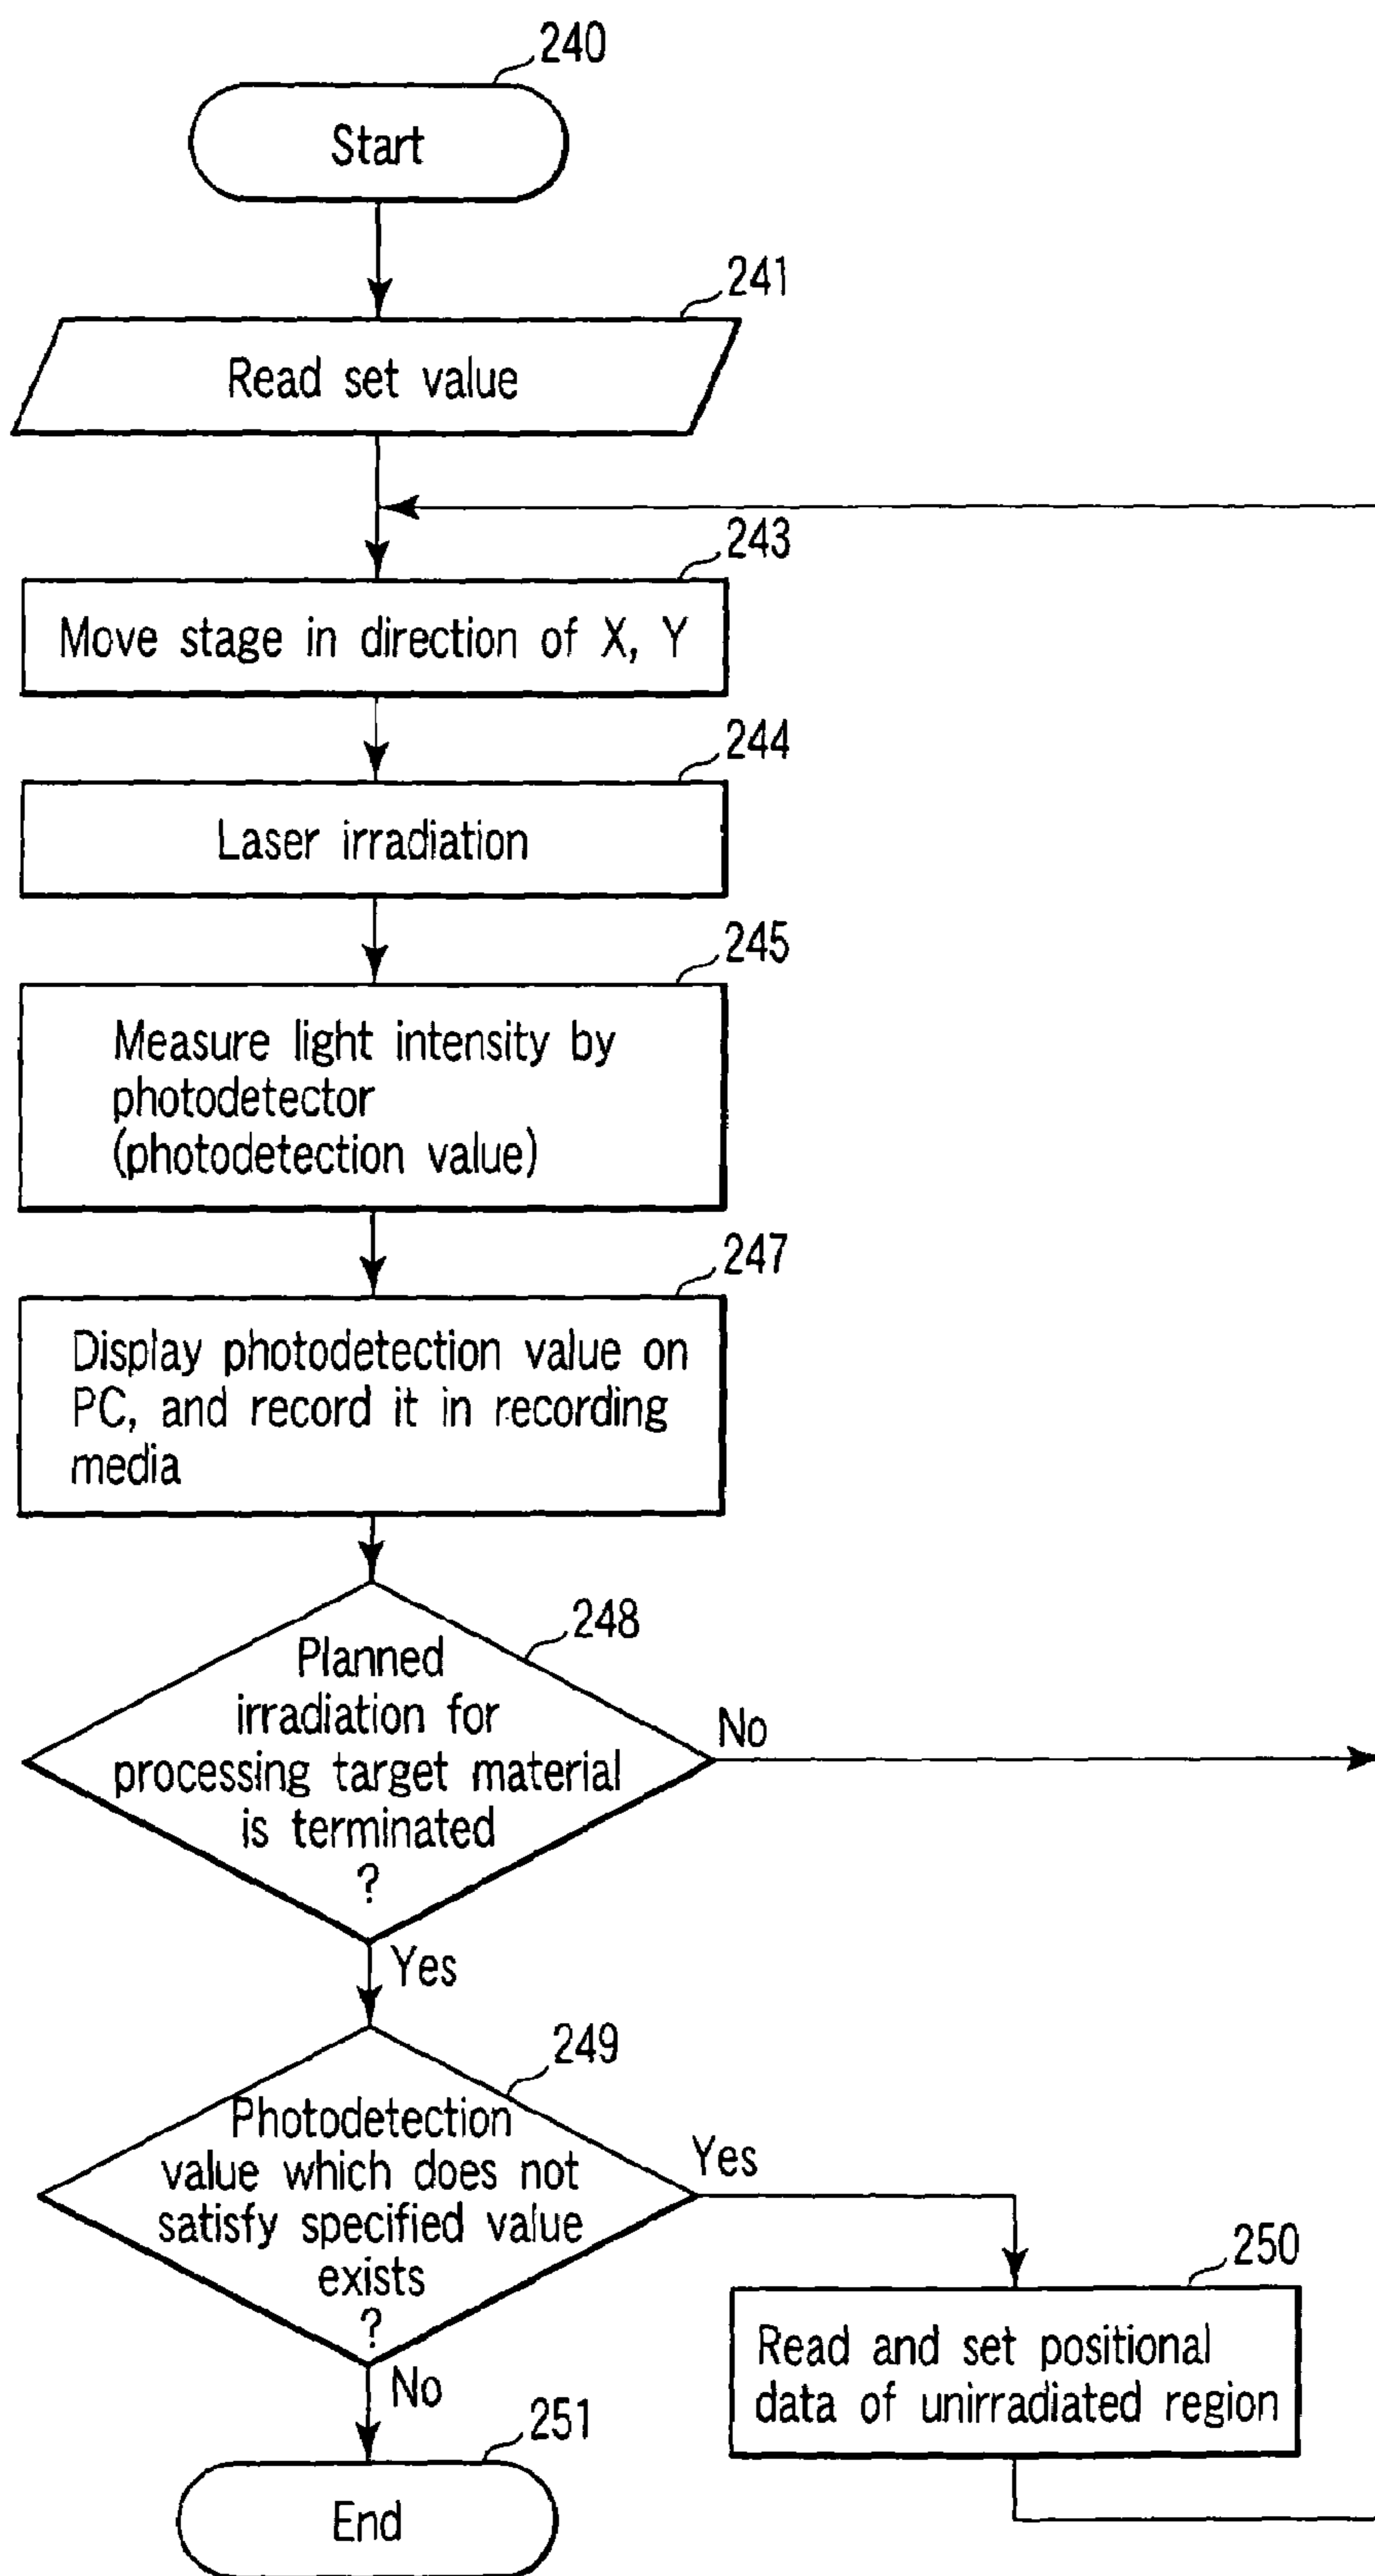 240
Start
241
Read set value
243
Move stage in direction of X, Y
244
Laser irradiation
245
Measure light intensity by
photodetector
(photodetection value)
247
Display photodetection value on
PC, and record it in recording
media
248
Planned
irradiation for
processing target material
is terminated
?
No
Yes
249
Photodetection
value which does not
satisfy specified value
exists
?
Yes
No
250
Read and set positional
data of unirradiated region
251
End